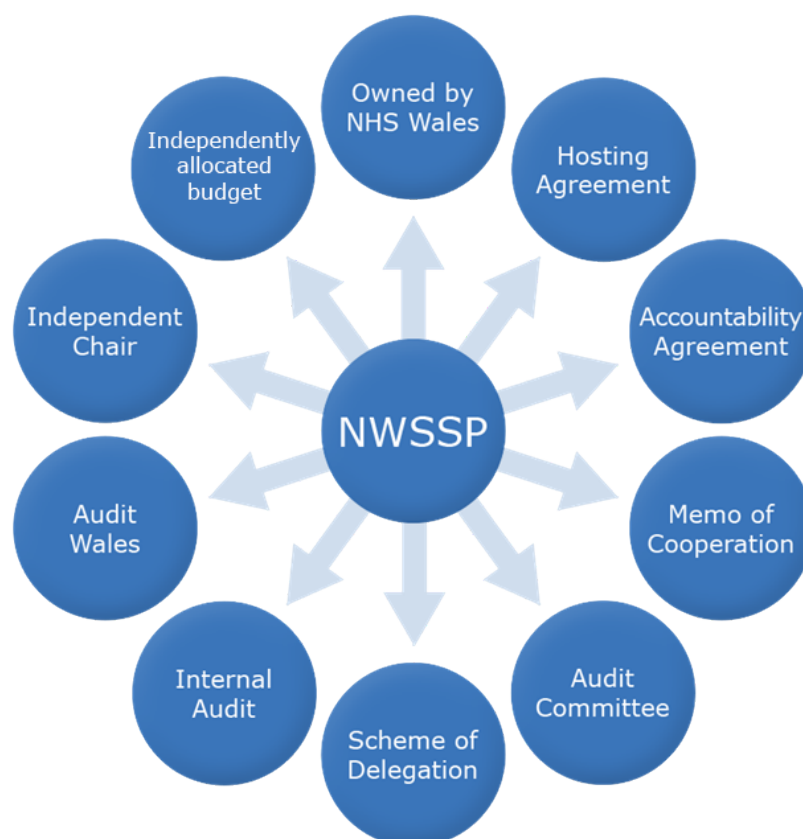 Owned by
NHS Wales
Hosting
Agreement
Accountability
Agreement
Memo of
Cooperation
Audit
Committee
Scheme of
Delegation
Internal
Audit
Audit
Wales
Independent
Chair
Independently
allocated
budget
NWSSP